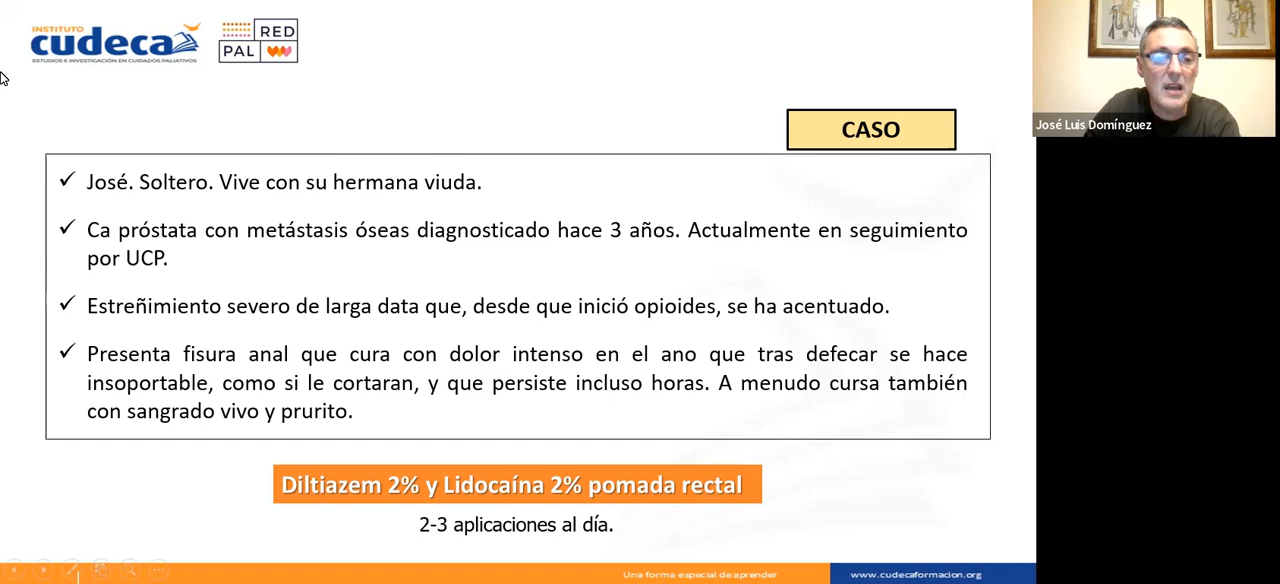 INSTITUTO
cudeca
ESTUDIOS E INVESTIGACIÓN EN CUIDADOS PALIATIVOS
RED
PAL
José Luis Domínguez
CASO
✓ José. Soltero. Vive con su hermana viuda.
✓ Ca próstata con metástasis óseas diagnosticado hace 3 años. Actualmente en seguimiento
por UCP.
✓ Estreñimiento severo de larga data que, desde que inició opioides, se ha acentuado.
✓ Presenta fisura anal que cura con dolor intenso en el ano que tras defecar se hace
insoportable, como si le cortaran, y que persiste incluso horas. A menudo cursa también
con sangrado vivo y prurito.
Diltiazem 2% y Lidocaína 2% pomada rectal
2-3 aplicaciones al día.
Una forma especial de aprender
www.cudecaformacion.org